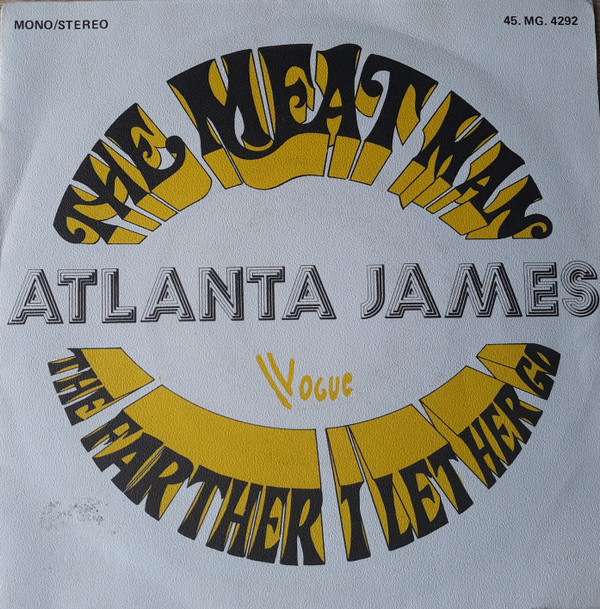 MONO/STEREO
45. MG. 4292
THE MEAT MAN
ATLANTA JAMES
Vogue
THE FARTHER I LET HER GO